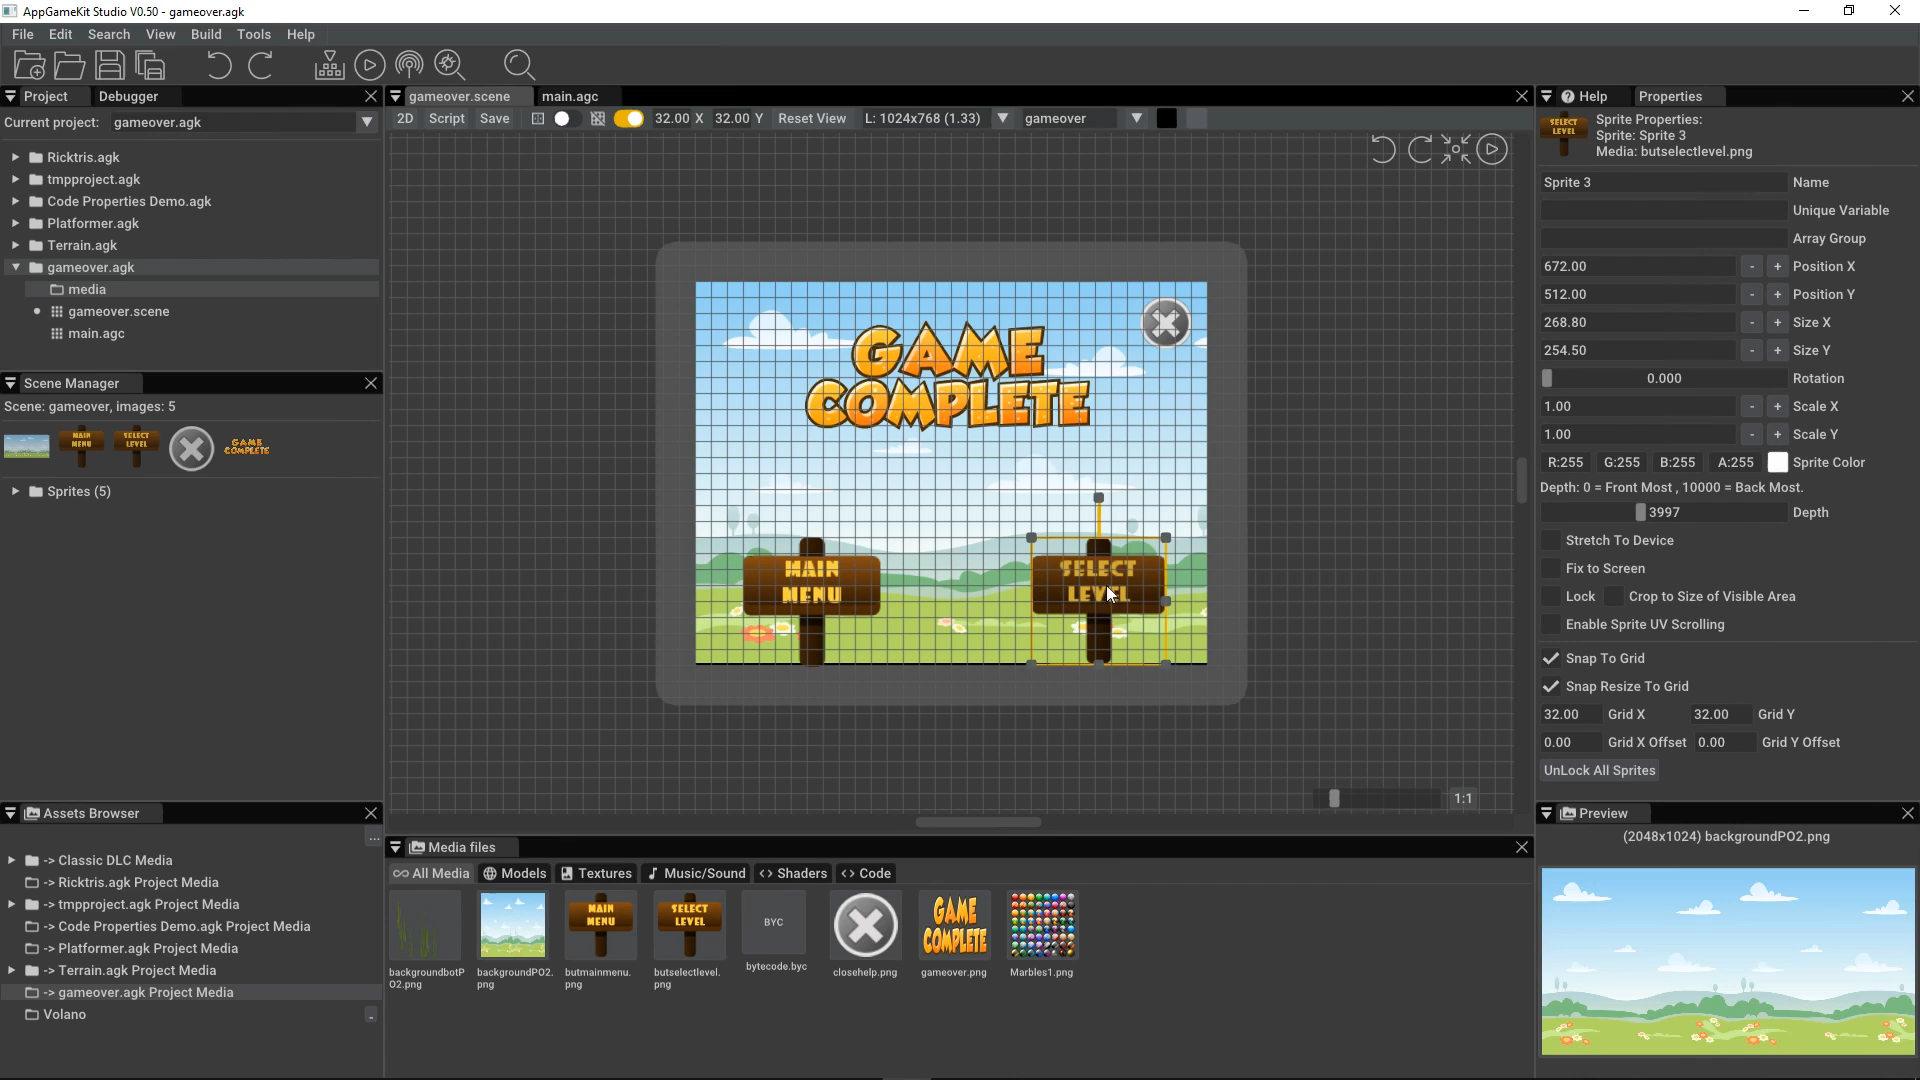 AppGameKit Studio V0.50 - gameover.agk
File Edit Search View Build Tools Help
Project Debugger
Current project: gameover.agk
Ricktris.agk
tmpproject.agk
Code Properties Demo.agk
Platformer.agk
Terrain.agk
gameover.agk
media
gameover.scene
main.agc
Scene Manager
Scene: gameover, images: 5
MAIN MENU
SELECT LEVEL
GAME COMPLETE
Sprites (5)
Assets Browser
...
-> Classic DLC Media
-> Ricktris.agk Project Media
-> tmpproject.agk Project Media
-> Code Properties Demo.agk Project Media
-> Platformer.agk Project Media
-> Terrain.agk Project Media
-> gameover.agk Project Media
Volano
gameover.scene main.agc
2D Script Save 32.00 X 32.00 Y Reset View L: 1024x768 (1.33) gameover
GAME
COMPLETE
MAIN
MENU
SELECT
LEVEL
1:1
Media files
All Media Models Textures Music/Sound Shaders Code
MAIN
MENU
SELECT
LEVEL
BYC
GAME
COMPLETE
backgroundbotP
O2.png
backgroundPO2.
png
butmainmenu.
png
butselectlevel.
png
bytecode.byc
closehelp.png
gameover.png
Marbles1.png
Help Properties
SELECT
LEVEL
Sprite Properties:
Sprite: Sprite 3
Media: butselectlevel.png
Sprite 3 Name
Unique Variable
Array Group
672.00 - + Position X
512.00 - + Position Y
268.80 - + Size X
254.50 - + Size Y
0.000 Rotation
1.00 - + Scale X
1.00 - + Scale Y
R:255 G:255 B:255 A:255 Sprite Color
Depth: 0 = Front Most , 10000 = Back Most.
3997 Depth
Stretch To Device
Fix to Screen
Lock Crop to Size of Visible Area
Enable Sprite UV Scrolling
Snap To Grid
Snap Resize To Grid
32.00 Grid X 32.00 Grid Y
0.00 Grid X Offset 0.00 Grid Y Offset
UnLock All Sprites
Preview
(2048x1024) backgroundPO2.png